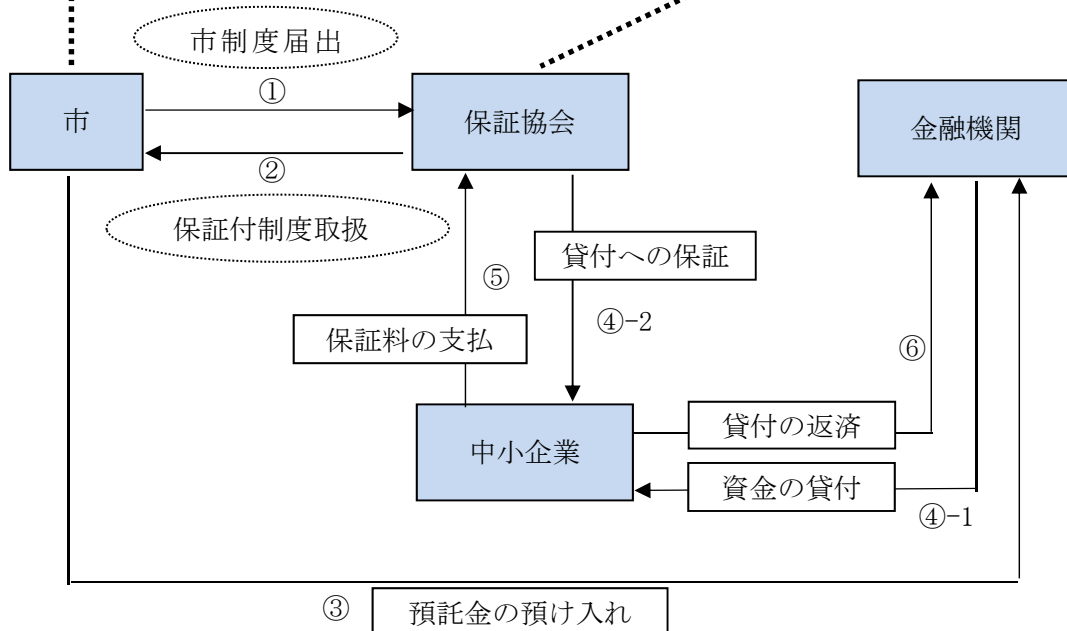 市制度届出
①
市
保証協会
金融機関
②
保証付制度取扱
貸付への保証
⑤
④-2
保証料の支払
⑥
貸付の返済
中小企業
資金の貸付
④-1
③
預託金の預け入れ